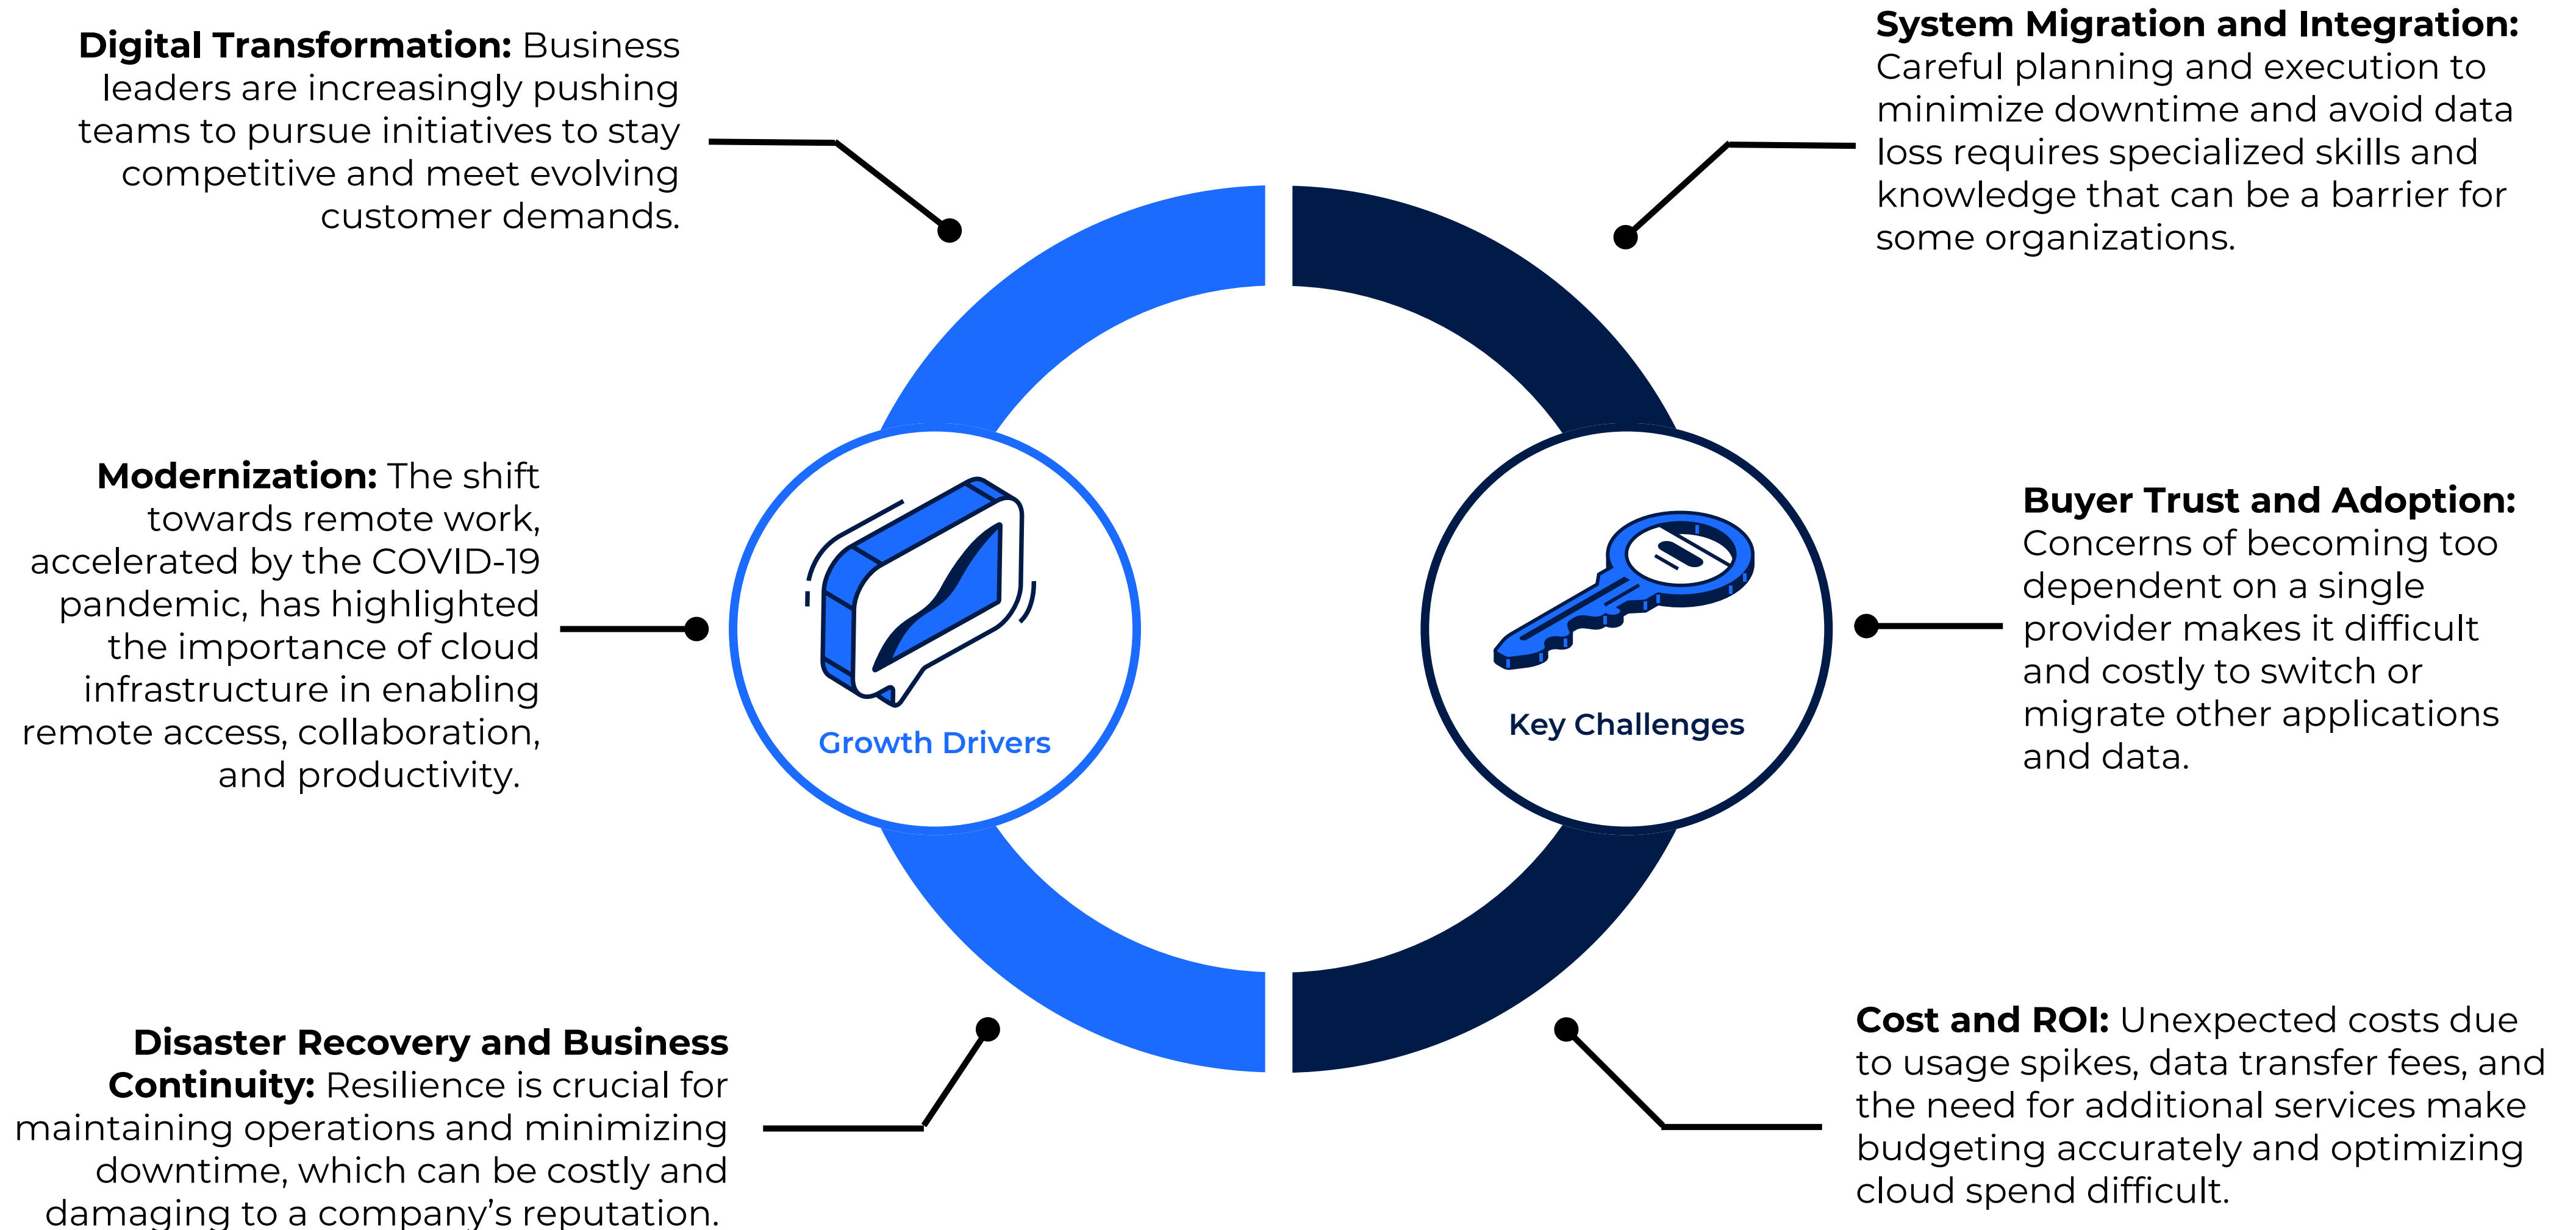 Digital Transformation: Business
leaders are increasingly pushing
teams to pursue initiatives to stay
competitive and meet evolving
customer demands.
Modernization: The shift
towards remote work,
accelerated by the COVID-19
pandemic, has highlighted
the importance of cloud
infrastructure in enabling
remote access, collaboration,
and productivity.
Disaster Recovery and Business
Continuity: Resilience is crucial for
maintaining operations and minimizing
downtime, which can be costly and
damaging to a company's reputation.
Growth Drivers
Key Challenges
System Migration and Integration:
Careful planning and execution to
minimize downtime and avoid data
loss requires specialized skills and
knowledge that can be a barrier for
some organizations.
Buyer Trust and Adoption:
Concerns of becoming too
dependent on a single
provider makes it difficult
and costly to switch or
migrate other applications
and data.
Cost and ROI: Unexpected costs due
to usage spikes, data transfer fees, and
the need for additional services make
budgeting accurately and optimizing
cloud spend difficult.